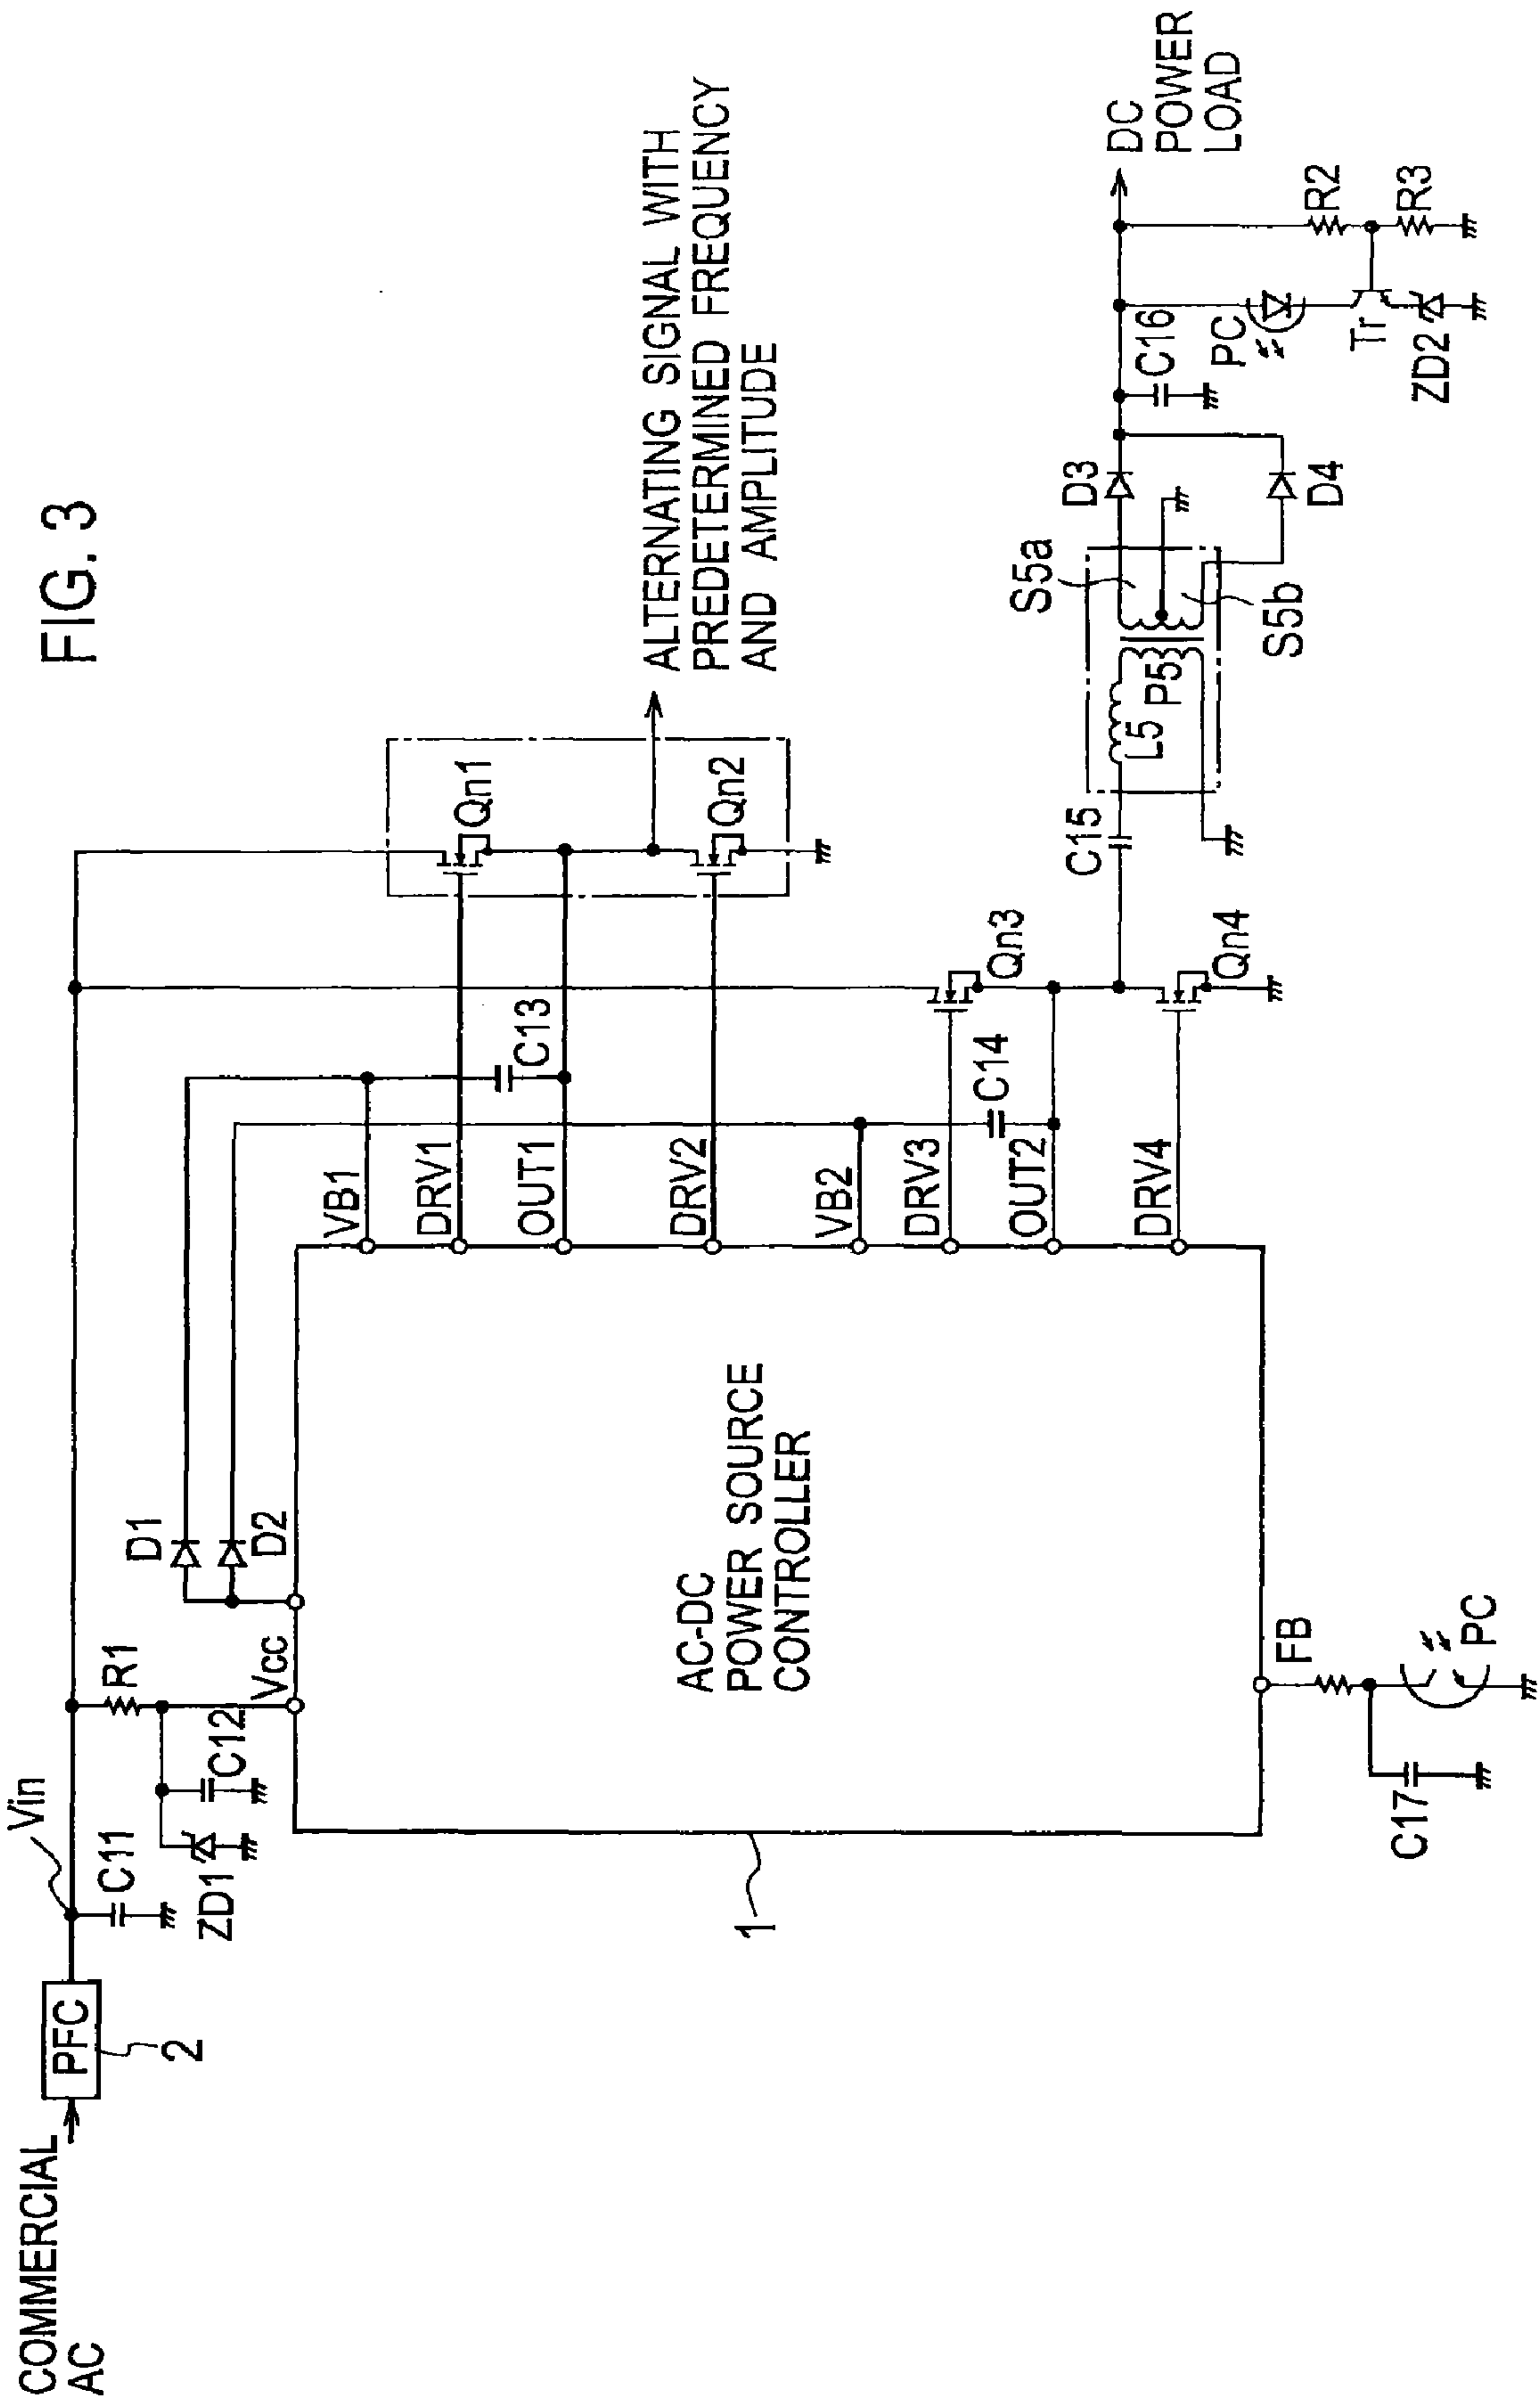 FIG. 3
COMMERCIAL
AC
PFC
2
Vin
C11
ZD1
C12
R1
Vcc
D1
D2
VB1
DRV1
OUT1
DRV2
VB2
DRV3
OUT2
DRV4
C13
C14
Qn1
Qn2
Qn3
Qn4
ALTERNATING SIGNAL WITH
PREDETERMINED FREQUENCY
AND AMPLITUDE
AC-DC
POWER SOURCE
CONTROLLER
1
FB
C17
PC
C15
L5
P5
S5a
S5b
D3
D4
C16
PC
Tr
ZD2
R2
R3
DC
POWER
LOAD